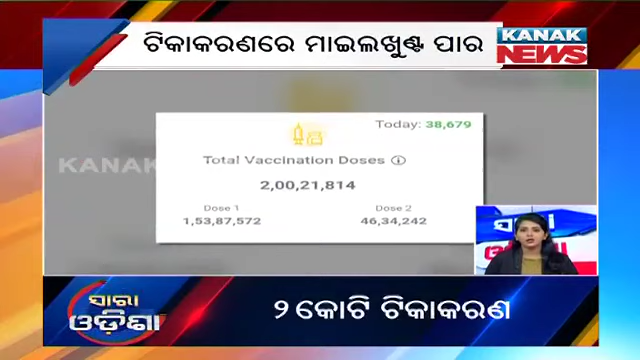 ଟିକାକରଣରେ ମାଇଲଖୁଣ୍ଟ ପାର
KANAK
NEWS
Today: 38,679
Total Vaccination Doses
2,00,21,814
Dose 1
Dose 2
1,53,87,572
46,34,242
KANAK
ସାରା
ସାରା
ଓଡ଼ିଶା
୨ କୋଟି ଟିକାକରଣ